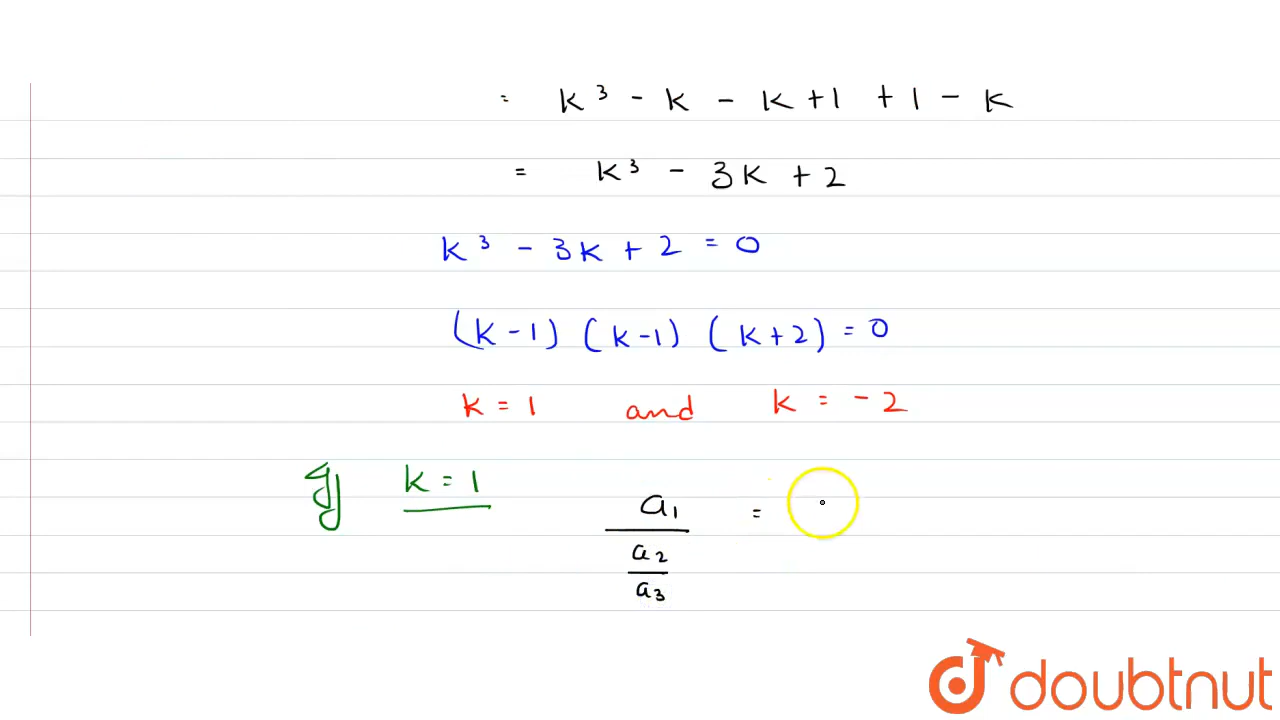 = k³ - k - k + 1 + 1 - k
= k³ - 3k + 2
k³ - 3k + 2 = 0
(k - 1) (k - 1) (k + 2) = 0
k = 1 and k = - 2
If k = 1
a₁ =
a₂
a₃
doubtnut